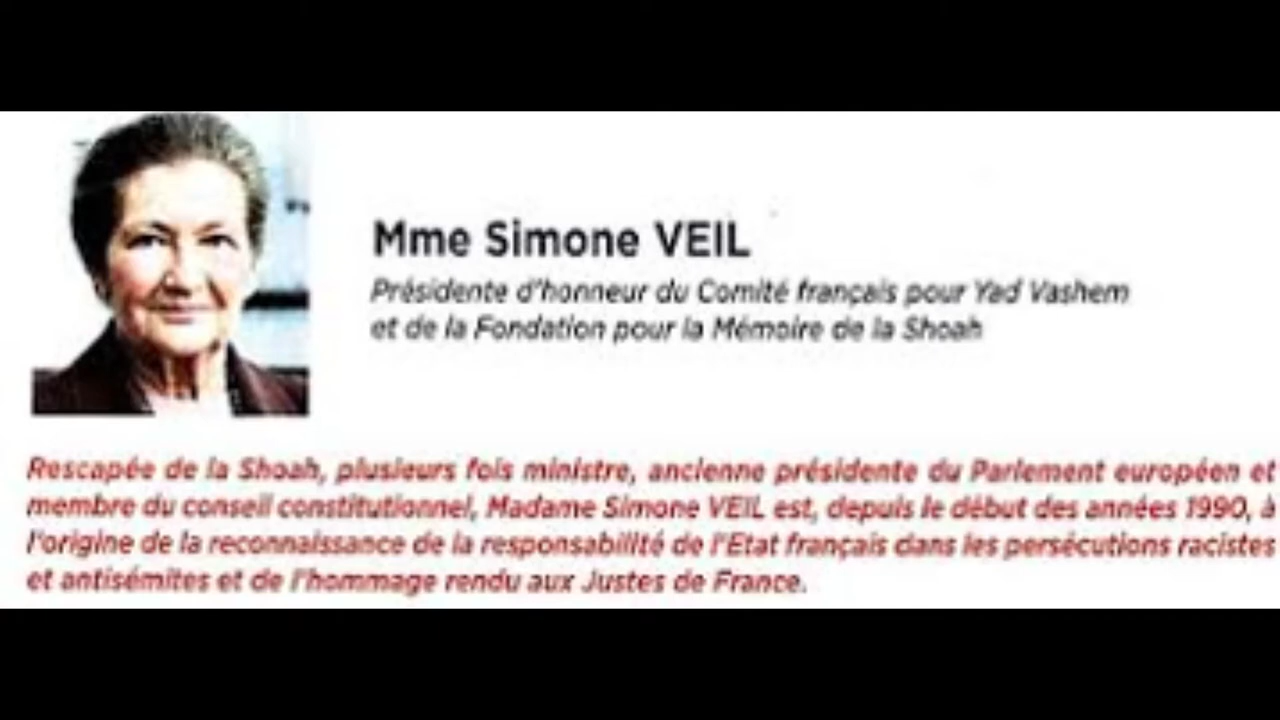 Mme Simone VEIL
Présidente d'honneur du Comité français pour Yad Vashem
et de la Fondation pour la Mémoire de la Shoah
Rescapée de la Shoah, plusieurs fois ministre, ancienne présidente du Parlement européen et
membre du conseil constitutionnel, Madame Simone VEIL est, depuis le début des années 1990, à
l'origine de la reconnaissance de la responsabilité de l'Etat français dans les persécutions racistes
et antisémites et de l'hommage rendu aux Justes de France.